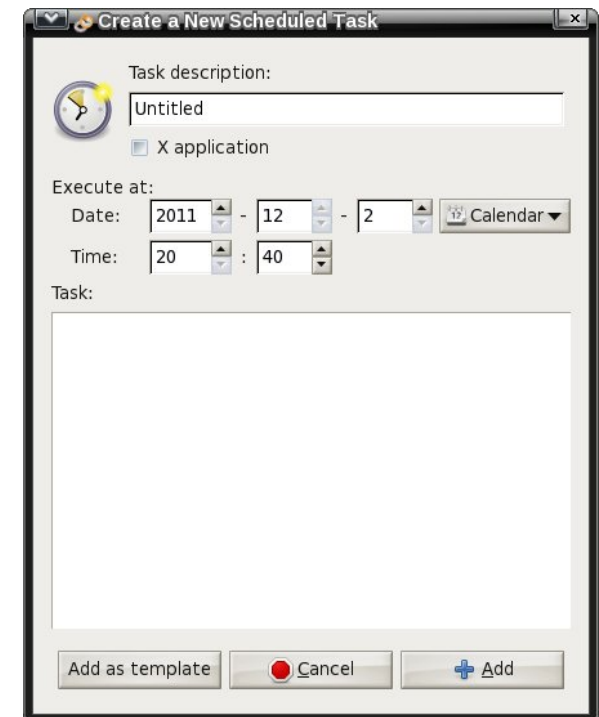 Create a New Scheduled Task
Task description:
Untitled
X application
Execute at:
Date: 2011 - 12 - 2 Calendar
Time: 20 : 40
Task:
Add as template Cancel Add